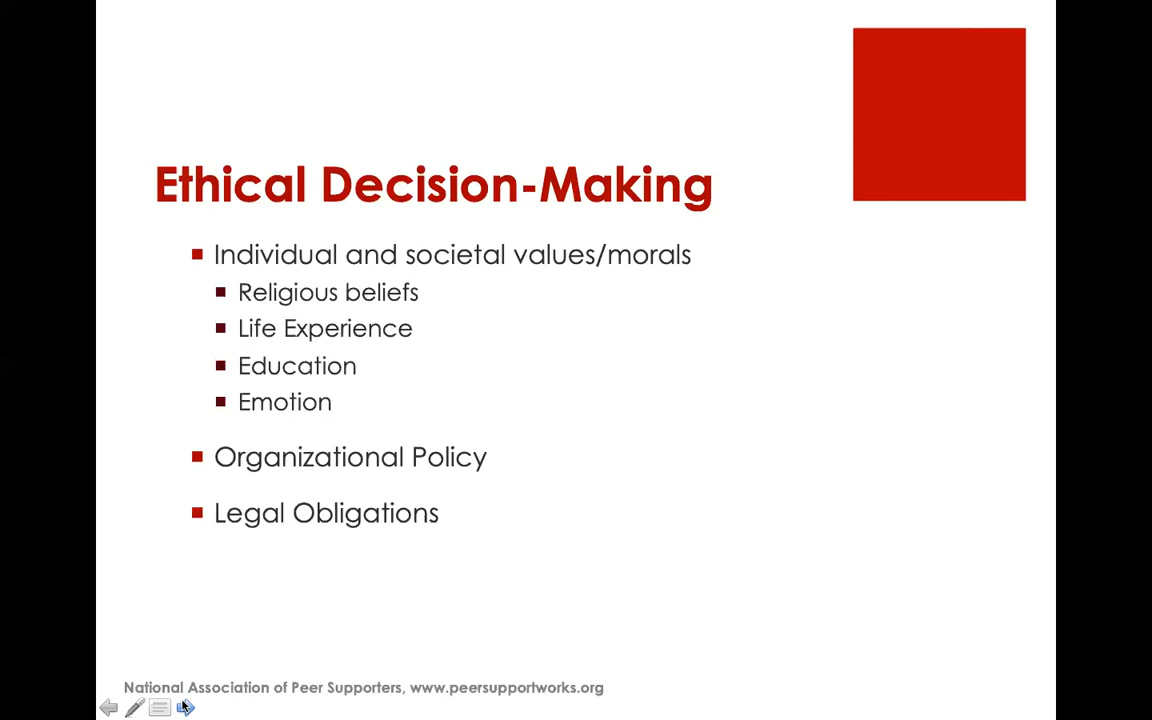 Ethical Decision-Making
Individual and societal values/morals
Religious beliefs
Life Experience
Education
Emotion
Organizational Policy
Legal Obligations
National Association of Peer Supporters, www.peersupportworks.org